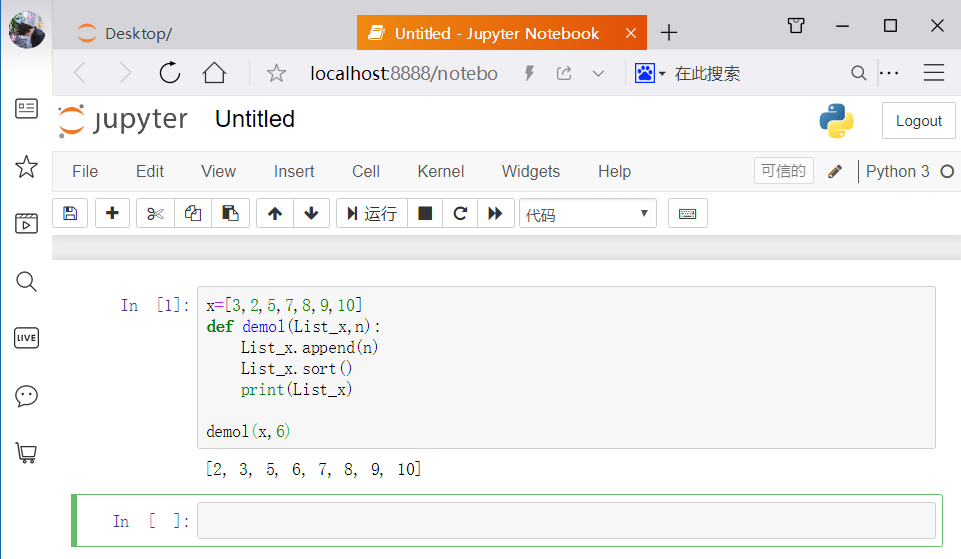 Desktop/
Untitled - Jupyter Notebook
localhost:8888/notebo
在此搜索
jupyter Untitled
Logout
File Edit View Insert Cell Kernel Widgets Help
可信的
Python 3
运行
代码
LIVE
In [1]:
x=[3,2,5,7,8,9,10]
def demol(List_x,n):
    List_x.append(n)
    List_x.sort()
    print(List_x)
demol(x,6)
[2, 3, 5, 6, 7, 8, 9, 10]
In [ ]: